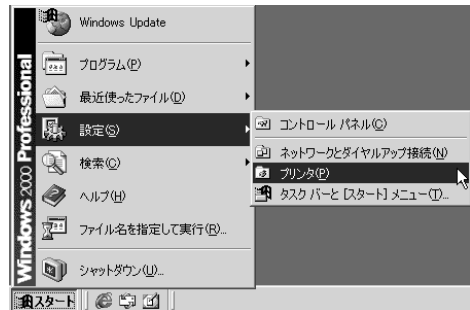 Windows 2000 Professional
Windows Update
プログラム(P)
最近使ったファイル(D)
設定(S)
検索(C)
ヘルプ(H)
ファイル名を指定して実行(R)...
シャットダウン(U)...
コントロール パネル(C)
ネットワークとダイヤルアップ接続(N)
プリンタ(P)
タスク バーと [スタート] メニュー(T)...
スタート